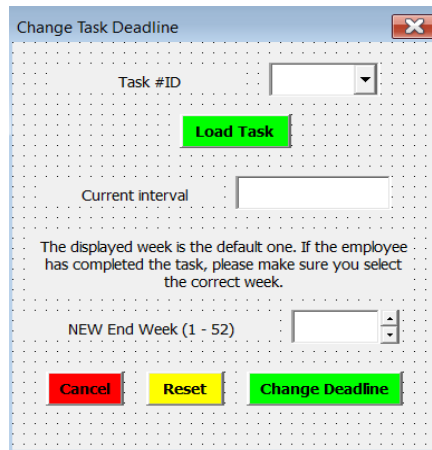 Change Task Deadline
Task #ID
Load Task
Current interval
The displayed week is the default one. If the employee
has completed the task, please make sure you select
the correct week.
NEW End Week (1 - 52)
Cancel Reset Change Deadline